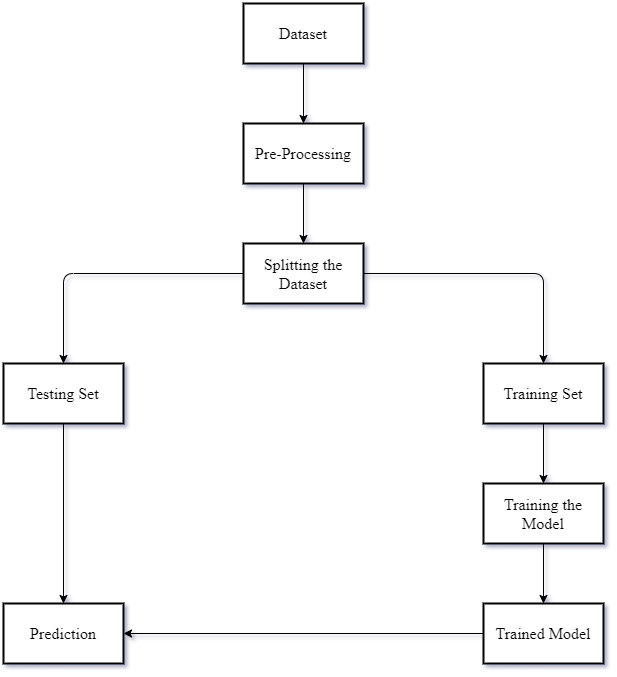 Dataset
Pre-Processing
Splitting the
Dataset
Testing Set
Training Set
Training the
Model
Prediction
Trained Model